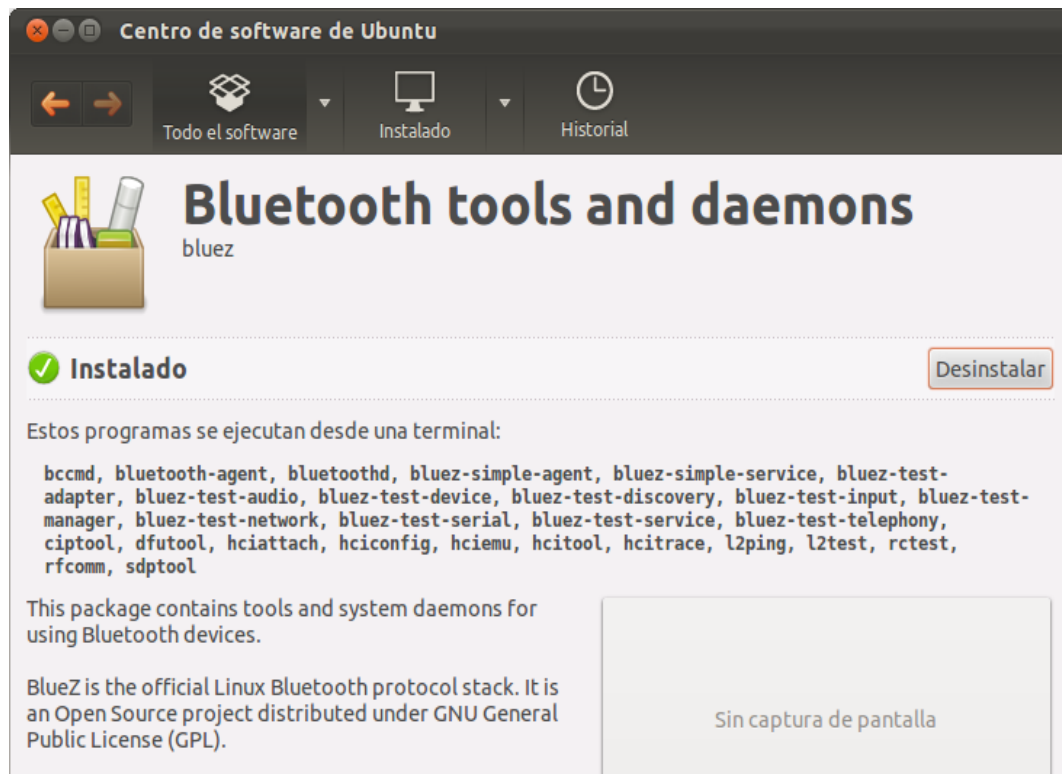 Centro de software de Ubuntu
Todo el software
Instalado
Historial
Bluetooth tools and daemons
bluez
Instalado
Desinstalar
Estos programas se ejecutan desde una terminal:
bccmd, bluetooth-agent, bluetoothd, bluez-simple-agent, bluez-simple-service, bluez-test-
adapter, bluez-test-audio, bluez-test-device, bluez-test-discovery, bluez-test-input, bluez-test-
manager, bluez-test-network, bluez-test-serial, bluez-test-service, bluez-test-telephony,
ciptool, dfutool, hciattach, hciconfig, hciemu, hcitool, hcitrace, l2ping, l2test, rctest,
rfcomm, sdptool
This package contains tools and system daemons for
using Bluetooth devices.
BlueZ is the official Linux Bluetooth protocol stack. It is
an Open Source project distributed under GNU General
Public License (GPL).
Sin captura de pantalla